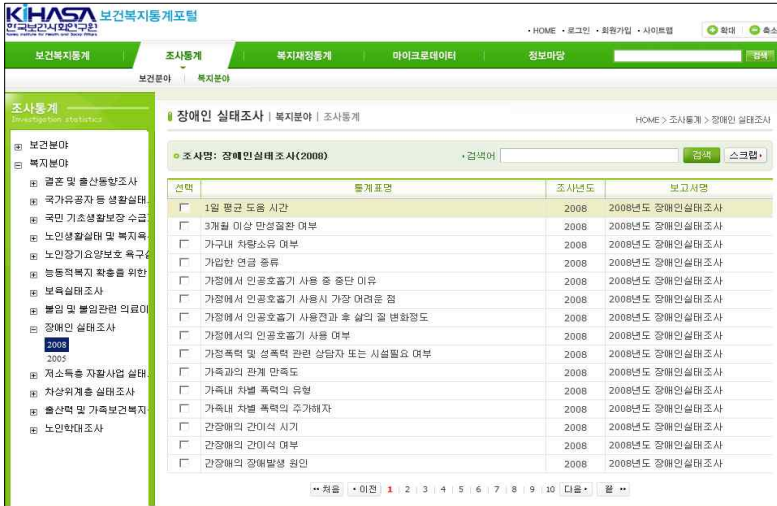 KiHASA 보건복지통계포털
한국보건사회연구원
Korea Institute for Health and Social Affairs
• HOME • 로그인 • 회원가입 • 사이트맵
확대 축소
보건복지통계 조사통계 복지재정통계 마이크로데이터 정보마당 검색
보건분야 복지분야
조사통계
Investigation statistics
보건분야
복지분야
결혼 및 출산동향조사
국가유공자 등 생활실태
국민 기초생활보장 수급
노인생활실태 및 복지욕
노인장기요양보호 욕구
능동적복지 확충을 위한
보육실태조사
불임 및 불임관련 의료이
장애인 실태조사
2008
2005
저소득층 자활사업 실태
차상위계층 실태조사
출산력 및 가족보건복지
노인학대조사
장애인 실태조사 | 복지분야 | 조사통계
HOME > 조사통계 > 장애인 실태조사
조사명: 장애인실태조사(2008) • 검색어 검색 스크랩
선택 통계표명 조사년도 보고서명
1일 평균 도움 시간 2008 2008년도 장애인실태조사
3개월 이상 만성질환 여부 2008 2008년도 장애인실태조사
가구내 차량소유 여부 2008 2008년도 장애인실태조사
가입한 연금 종류 2008 2008년도 장애인실태조사
가정에서 인공호흡기 사용 중 중단 이유 2008 2008년도 장애인실태조사
가정에서 인공호흡기 사용시 가장 어려운 점 2008 2008년도 장애인실태조사
가정에서 인공호흡기 사용전과 후 삶의 질 변화정도 2008 2008년도 장애인실태조사
가정에서의 인공호흡기 사용 여부 2008 2008년도 장애인실태조사
가정폭력 및 성폭력 관련 상담자 또는 시설필요 여부 2008 2008년도 장애인실태조사
가족과의 관계 만족도 2008 2008년도 장애인실태조사
가족내 차별 폭력의 유형 2008 2008년도 장애인실태조사
가족내 차별 폭력의 주가해자 2008 2008년도 장애인실태조사
간장애의 간이식 시기 2008 2008년도 장애인실태조사
간장애의 간이식 여부 2008 2008년도 장애인실태조사
간장애의 장애발생 원인 2008 2008년도 장애인실태조사
처음 이전 1 | 2 | 3 | 4 | 5 | 6 | 7 | 8 | 9 | 10 다음 끝